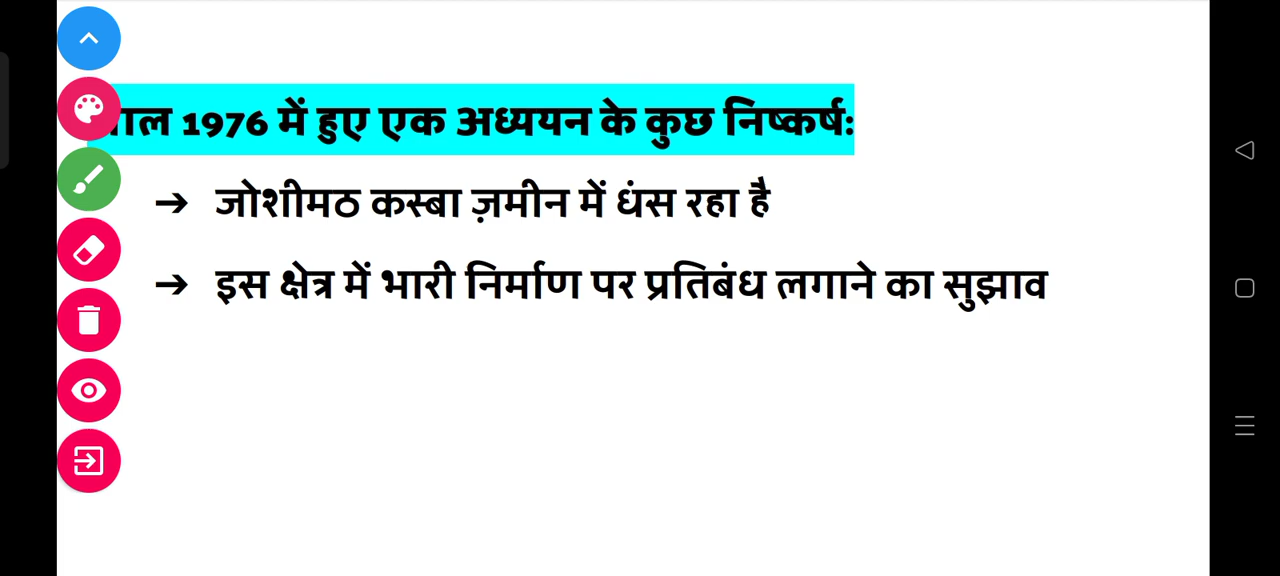 1976 में हुए एक अध्ययन के कुछ निष्कर्ष:
➔ जोशीमठ कस्बा ज़मीन में धंस रहा है
➔ इस क्षेत्र में भारी निर्माण पर प्रतिबंध लगाने का सुझाव